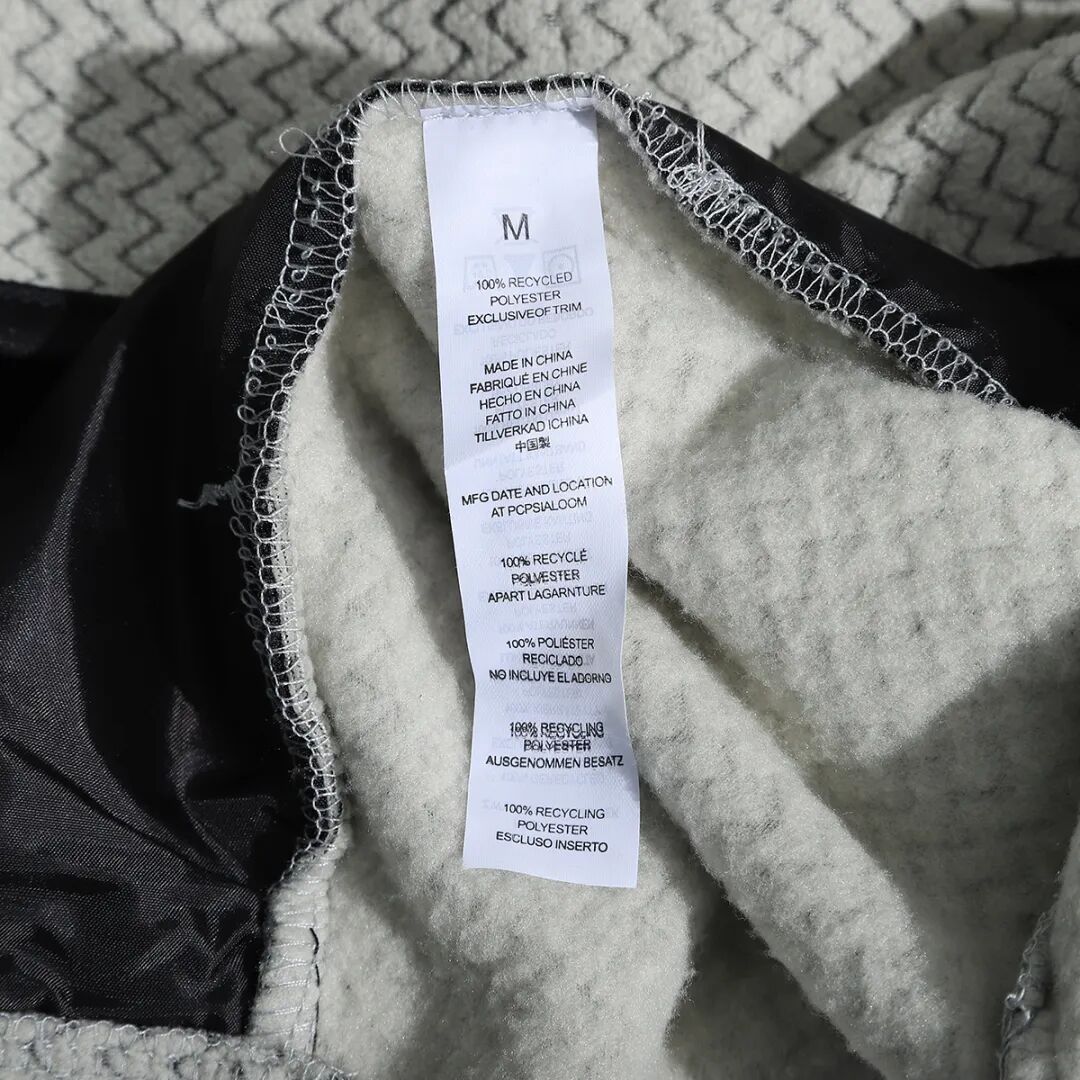 M
100% RECYCLED
POLYESTER
EXCLUSIVEOFTRIM
MADE IN CHINA
FABRIQUÉ EN CHINE
HECHO EN CHINA
FATTO IN CHINA
TILLVERKAD ICHINA
中国製
MFG DATE AND LOCATION
AT PCPSIALOOM
100% RECYCLÉ
POLYESTER
APART LAGARNTURE
100% POLIÉSTER
RECICLADO
NO INCLUYE EL ADORNO
100% RECYCLING
POLYESTER
AUSGENOMMEN BESATZ
100% RECYCLING
POLYESTER
ESCLUSO INSERTO